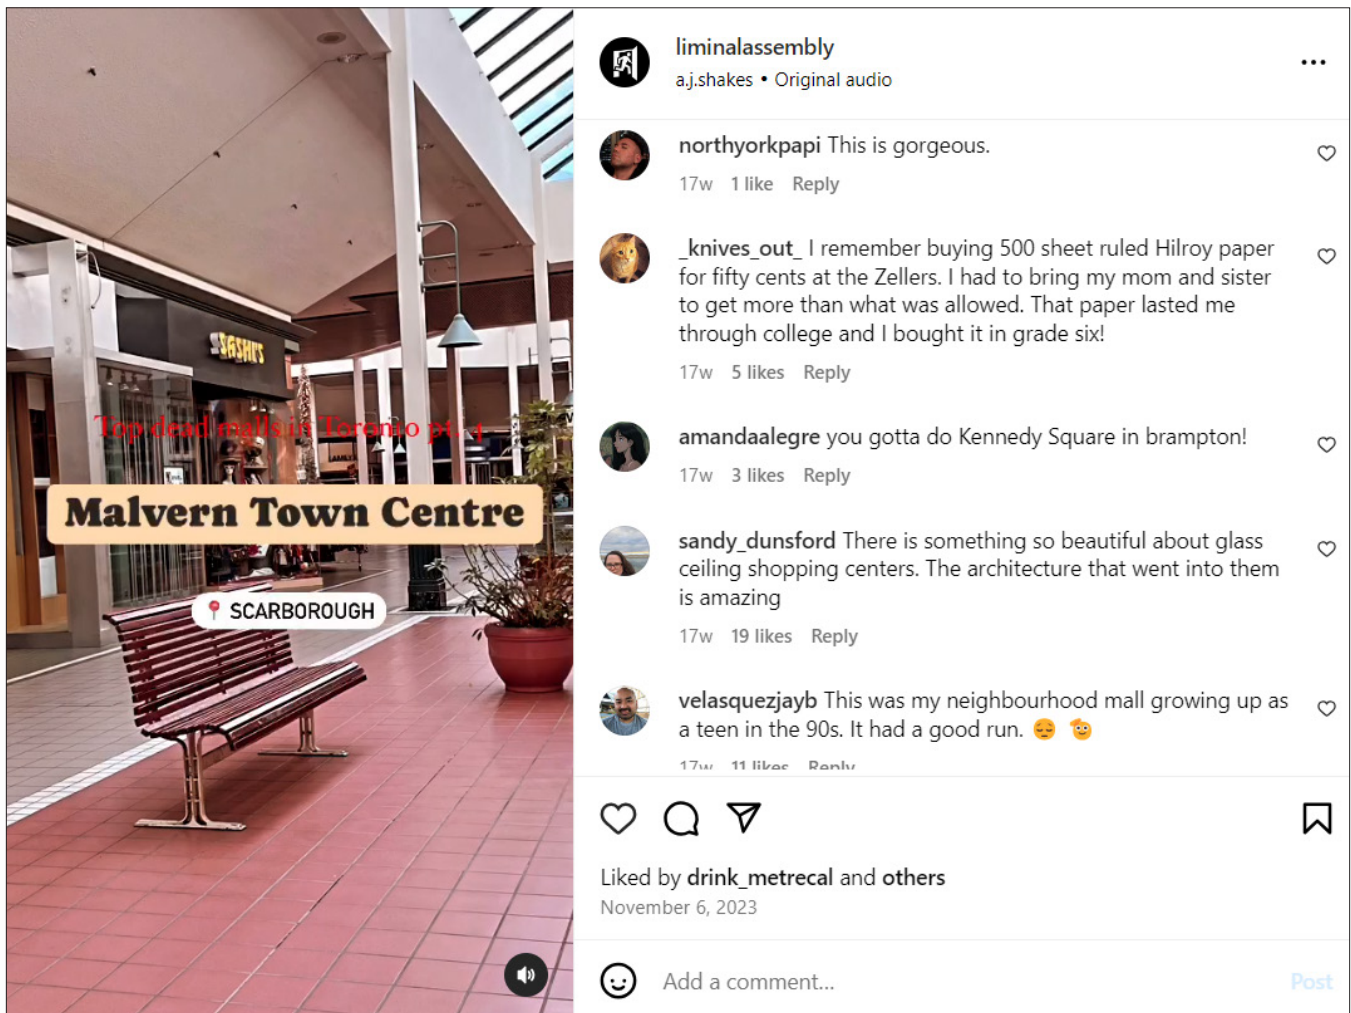 SASHI'S
Top dead malls in Toronto pt. 4
Malvern Town Centre
📍 SCARBOROUGH
liminalassembly
a.j.shakes • Original audio
northyorkpapi This is gorgeous.
17w 1 like Reply
_knives_out_ I remember buying 500 sheet ruled Hilroy paper
for fifty cents at the Zellers. I had to bring my mom and sister
to get more than what was allowed. That paper lasted me
through college and I bought it in grade six!
17w 5 likes Reply
amandaalegre you gotta do Kennedy Square in brampton!
17w 3 likes Reply
sandy_dunsford There is something so beautiful about glass
ceiling shopping centers. The architecture that went into them
is amazing
17w 19 likes Reply
velasquezjayb This was my neighbourhood mall growing up as
a teen in the 90s. It had a good run. 😔 🫡
17w 11 likes Reply
Liked by drink_metrecal and others
November 6, 2023
Add a comment...
Post